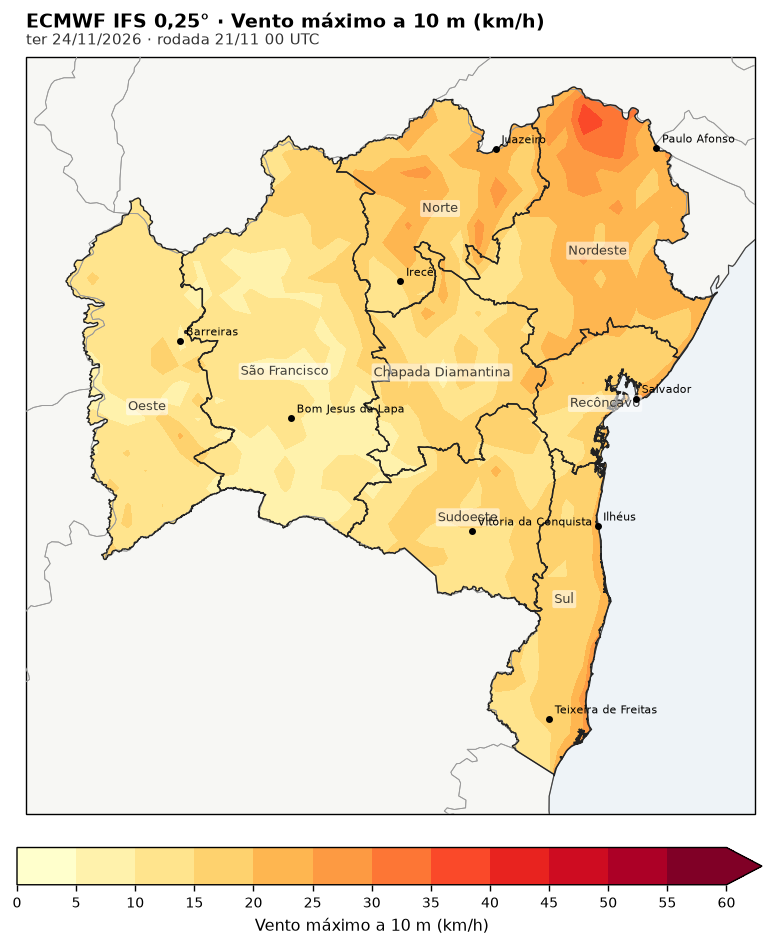 ECMWF IFS 0,25° · Vento máximo a 10 m (km/h)
ter 24/11/2026 · rodada 21/11 00 UTC
Juazeiro
Paulo Afonso
Norte
Nordeste
Irecê
Barreiras
São Francisco
Chapada Diamantina
Salvador
Recôncavo
Oeste
Bom Jesus da Lapa
Sudoeste
Vitória da Conquista
Ilhéus
Sul
Teixeira de Freitas
0 5 10 15 20 25 30 35 40 45 50 55 60
Vento máximo a 10 m (km/h)